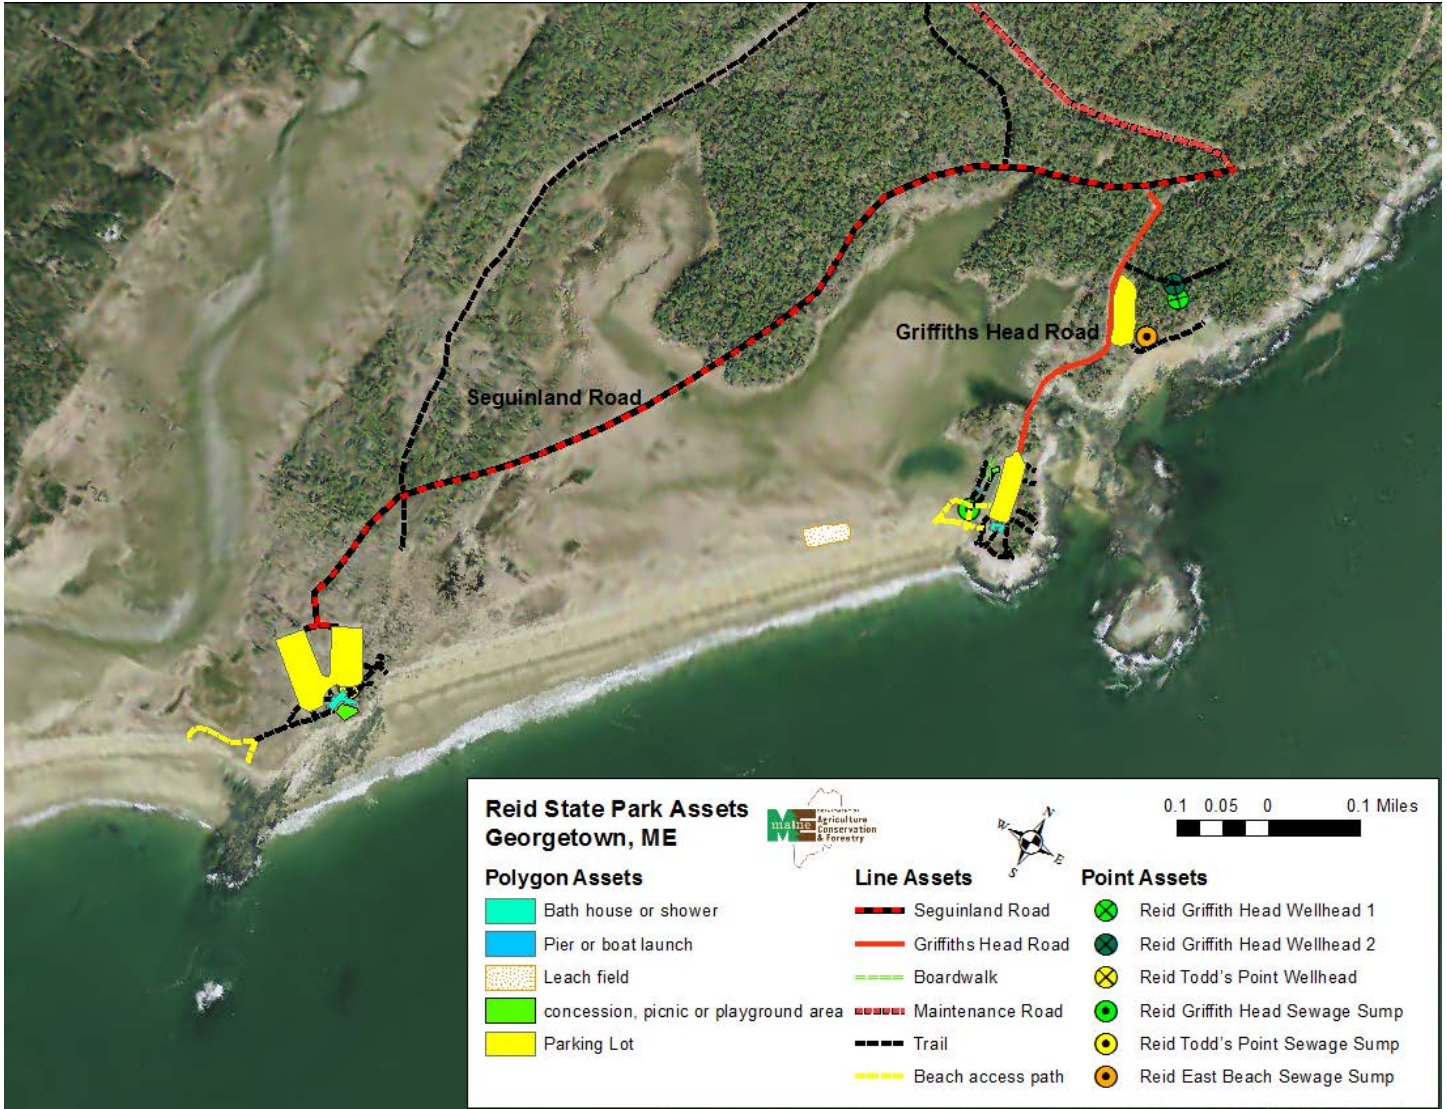 Griffiths Head Road
Seguinland Road
Reid State Park Assets
Georgetown, ME
maine
Agriculture
Conservation
& Forestry
N
W
E
S
0.1 0.05 0 0.1 Miles
Polygon Assets
Bath house or shower
Pier or boat launch
Leach field
concession, picnic or playground area
Parking Lot
Line Assets
Seguinland Road
Griffiths Head Road
Boardwalk
Maintenance Road
Trail
Beach access path
Point Assets
Reid Griffith Head Wellhead 1
Reid Griffith Head Wellhead 2
Reid Todd's Point Wellhead
Reid Griffith Head Sewage Sump
Reid Todd's Point Sewage Sump
Reid East Beach Sewage Sump